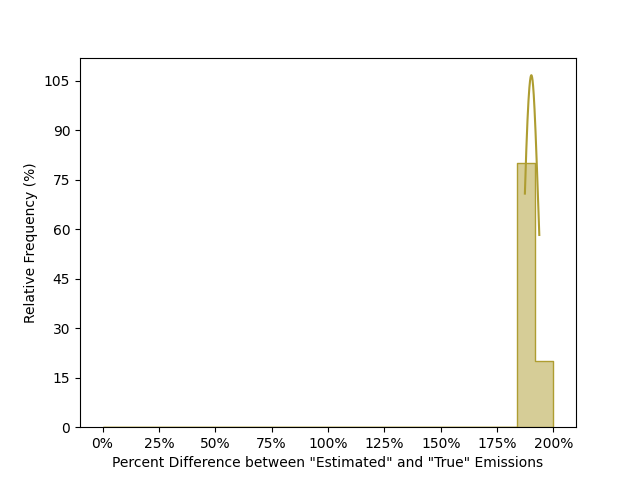 105
90
75
60
45
30
15
0
Relative Frequency (%)
0% 25% 50% 75% 100% 125% 150% 175% 200%
Percent Difference between "Estimated" and "True" Emissions